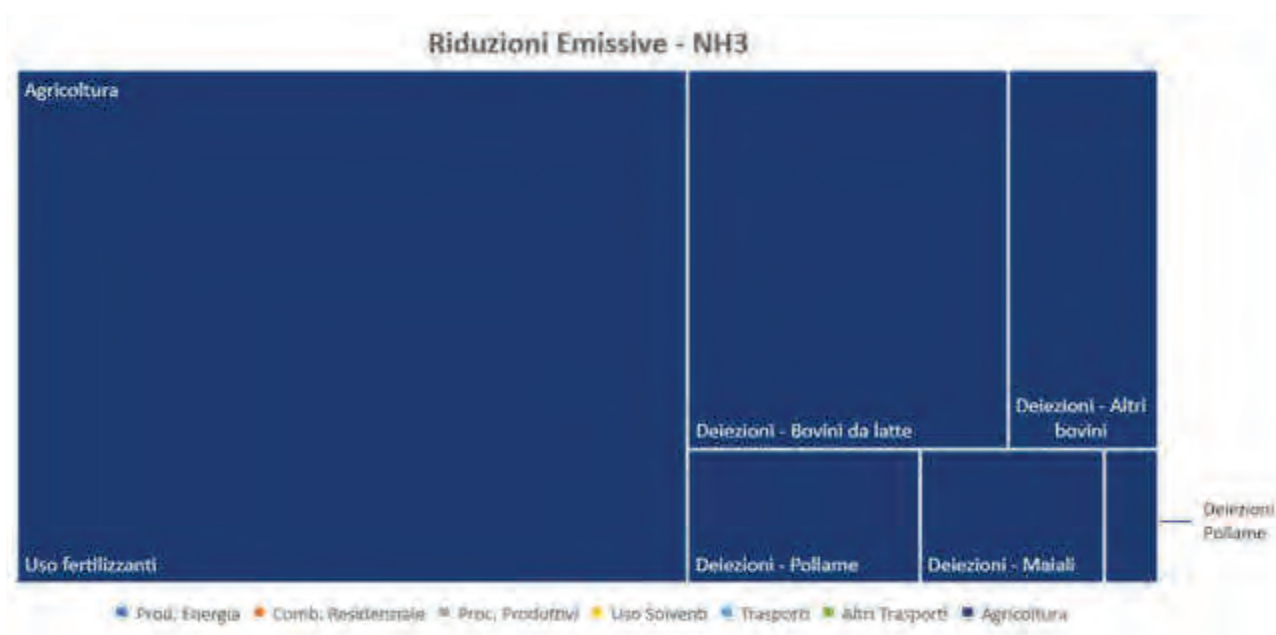 Riduzioni Emissive - NH3
Agricoltura
Deiezioni - Altri
bovini
Deiezioni - Bovini da latte
Deiezioni
Pollame
Uso fertilizzanti
Deiezioni - Pollame
Deiezioni - Maiali
Prod. Energia Comb. Residenziale Proc. Produttivi Uso Solventi Trasporti Altri Trasporti Agricoltura